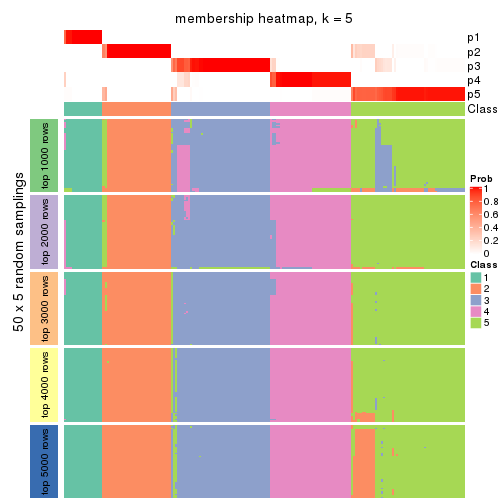 membership heatmap, k = 5
p1
p2
p3
p4
p5
Class
50 x 5 random samplings
top 1000 rows
top 2000 rows
top 3000 rows
top 4000 rows
top 5000 rows
Prob
1
0.8
0.6
0.4
0.2
0
Class
1
2
3
4
5